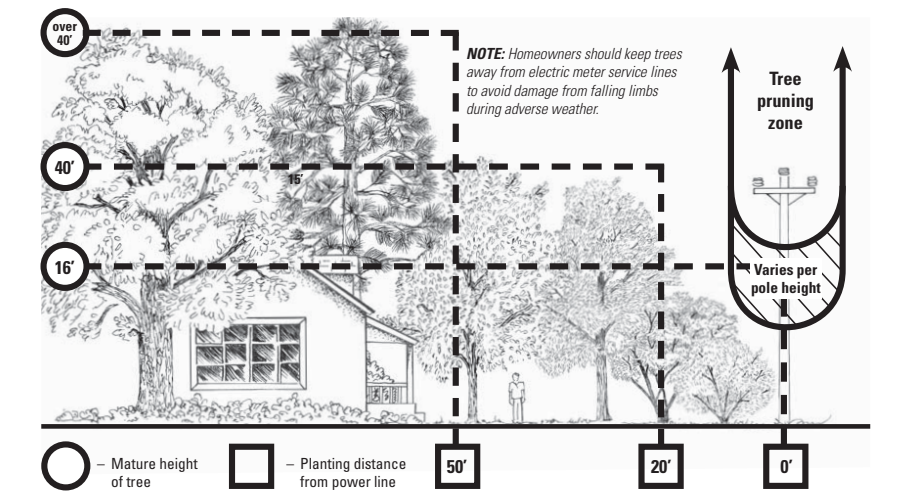 over
40′
NOTE: Homeowners should keep trees
away from electric meter service lines
to avoid damage from falling limbs
during adverse weather.
Tree
pruning
zone
40′
15′
16′
Varies per
pole height
– Mature height
of tree
– Planting distance
from power line
50′
20′
0′